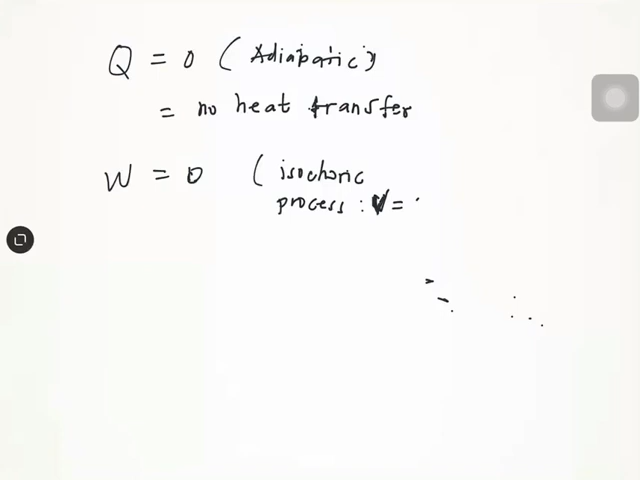 Q = 0 ( Adiabatic )
= no heat transfer
W = 0 ( isochoric
process : V =